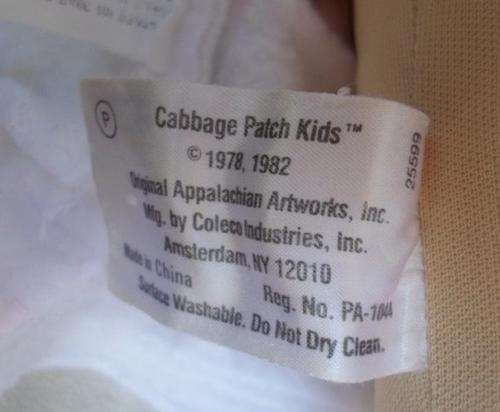 P
Cabbage Patch Kids™
© 1978, 1982
Original Appalachian Artworks, Inc.
Mfg. by Coleco Industries, Inc.
Amsterdam, NY 12010
Made in China
Reg. No. PA-1044
Surface Washable. Do Not Dry Clean.
25599